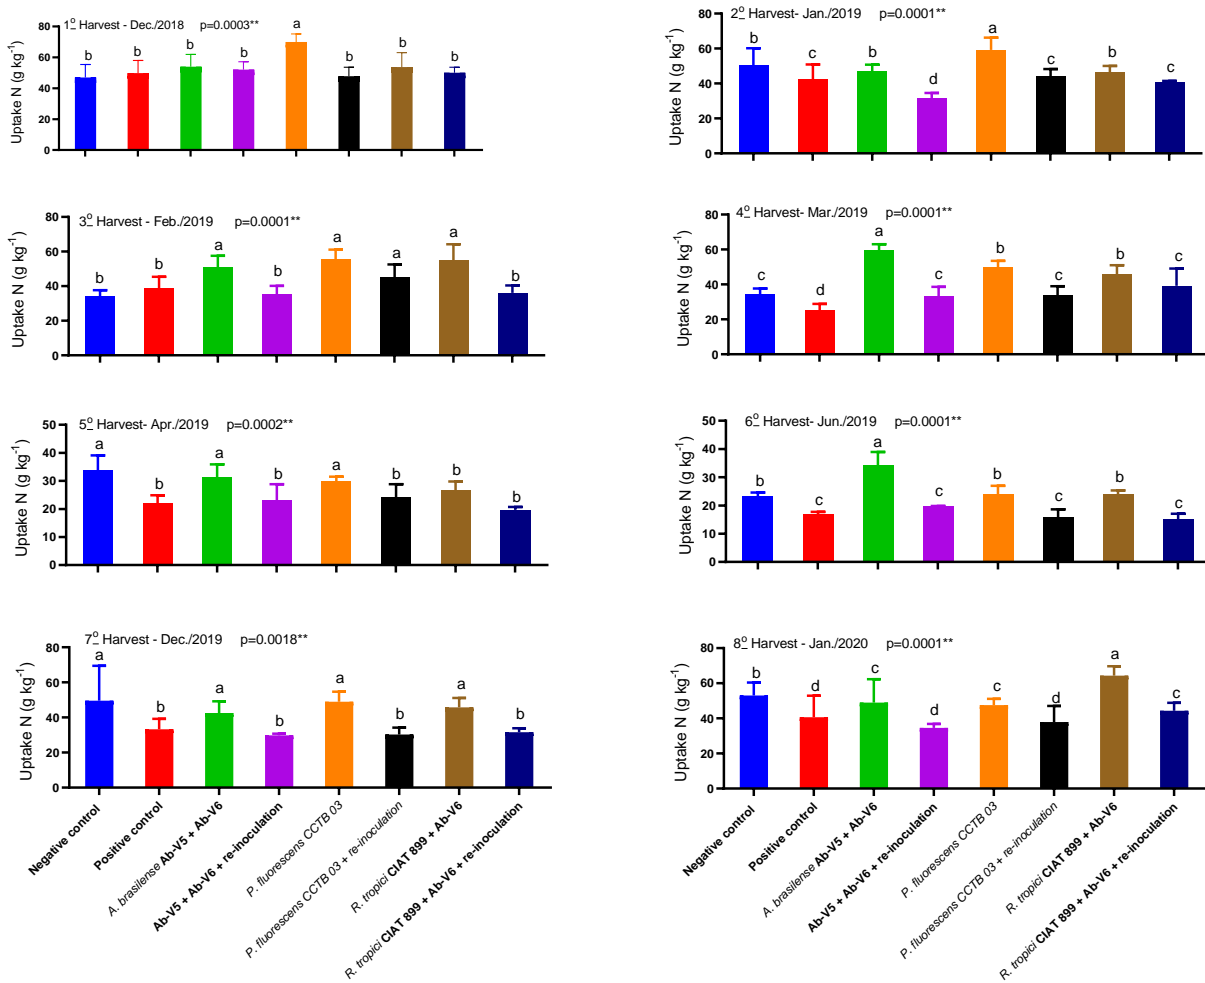 1º Harvest - Dec./2018 p=0.0003**
Uptake N (g kg⁻¹)
80
60
40
20
0
b b b b a b b b
2º Harvest- Jan./2019 p=0.0001**
Uptake N (g kg⁻¹)
80
60
40
20
0
b c b d a c b c
3º Harvest - Feb./2019 p=0.0001**
Uptake N (g kg⁻¹)
80
60
40
20
0
b b a b a a a b
4º Harvest- Mar./2019 p=0.0001**
Uptake N (g kg⁻¹)
80
60
40
20
0
c d a c b c b c
5º Harvest- Apr./2019 p=0.0002**
Uptake N (g kg⁻¹)
50
40
30
20
10
0
a b a b a b b b
6º Harvest- Jun./2019 p=0.0001**
Uptake N (g kg⁻¹)
50
40
30
20
10
0
b c a c b c b c
7º Harvest - Dec./2019 p=0.0018**
Uptake N (g kg⁻¹)
80
60
40
20
0
a b a b a b a b
Negative control
Positive control
A. brasilense Ab-V5 + Ab-V6
Ab-V5 + Ab-V6 + re-inoculation
P. fluorescens CCTB 03
P. fluorescens CCTB 03 + re-inoculation
R. tropici CIAT 899 + Ab-V6
R. tropici CIAT 899 + Ab-V6 + re-inoculation
8º Harvest - Jan./2020 p=0.0001**
Uptake N (g kg⁻¹)
80
60
40
20
0
b d c d c d a c
Negative control
Positive control
A. brasilense Ab-V5 + Ab-V6
Ab-V5 + Ab-V6 + re-inoculation
P. fluorescens CCTB 03
P. fluorescens CCTB 03 + re-inoculation
R. tropici CIAT 899 + Ab-V6
R. tropici CIAT 899 + Ab-V6 + re-inoculation